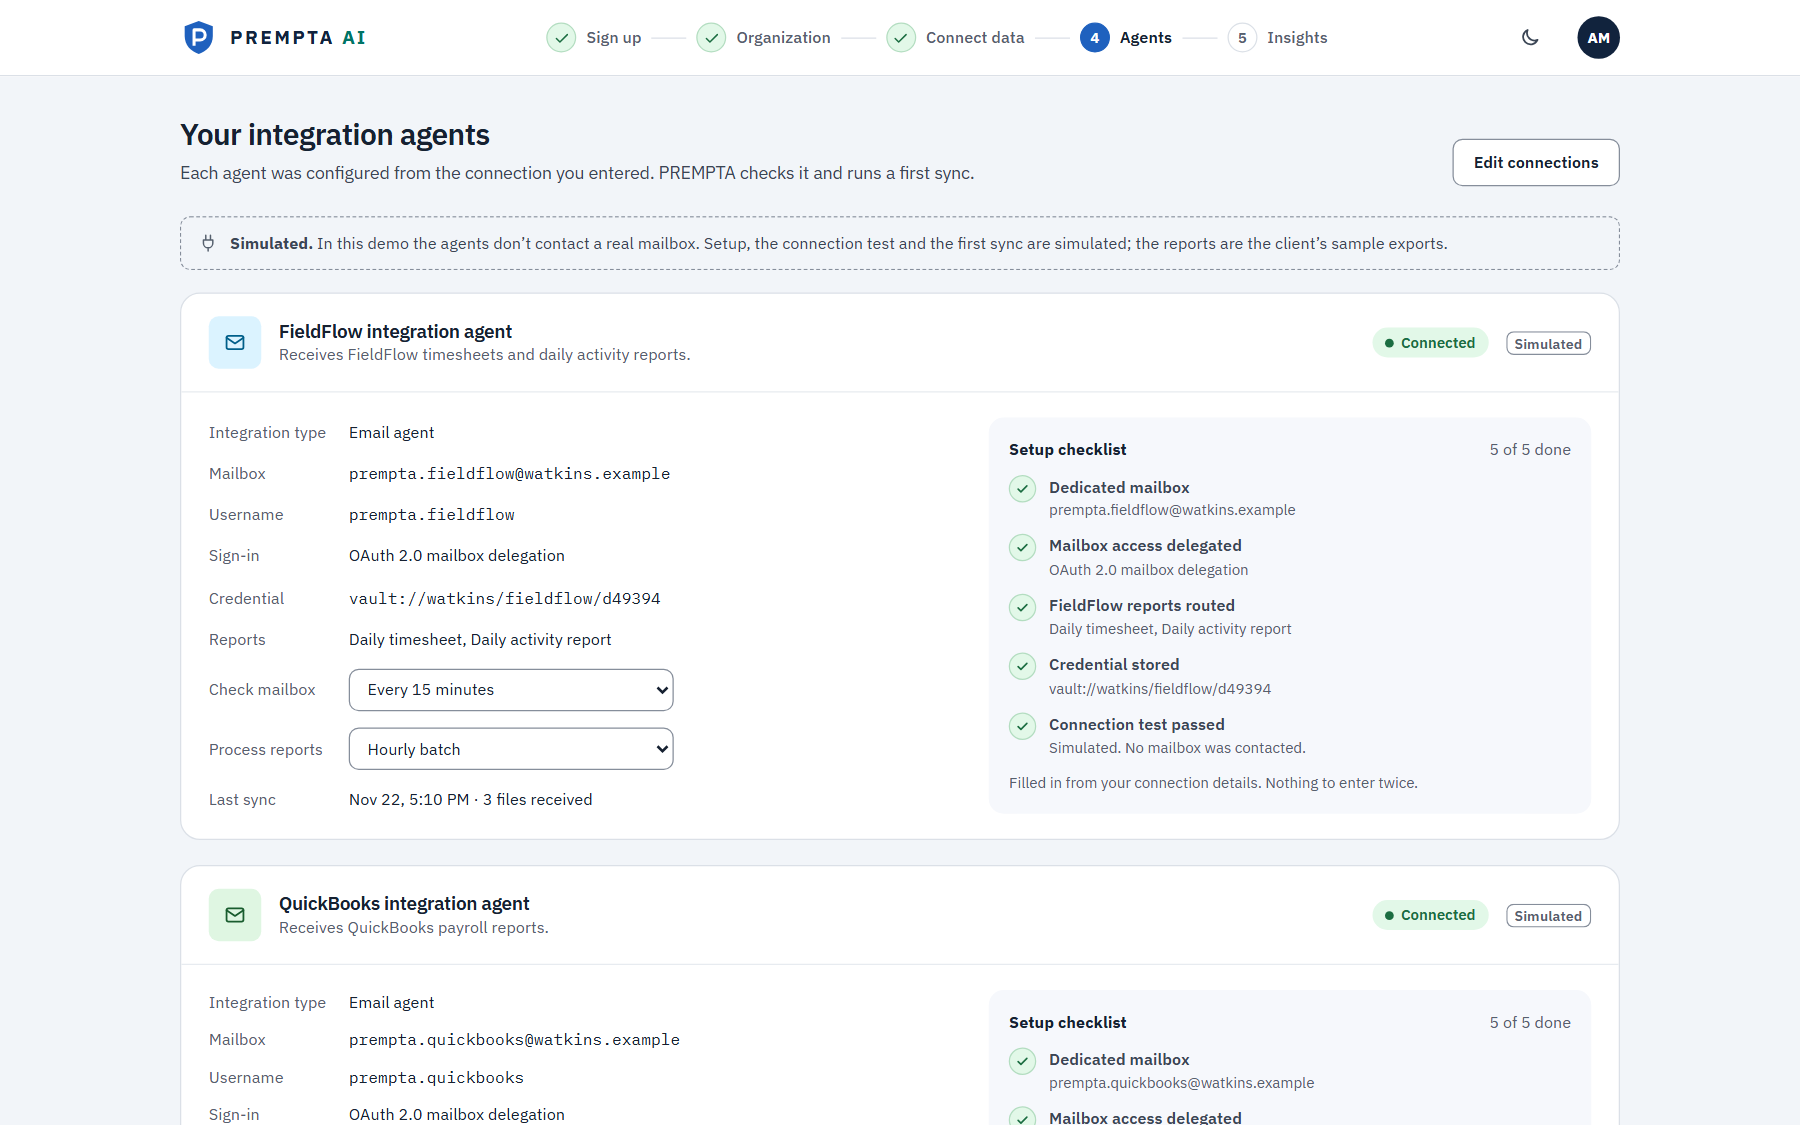 PREMPTA AI
Sign up
Organization
Connect data
4 Agents
5 Insights
AM
Your integration agents
Each agent was configured from the connection you entered. PREMPTA checks it and runs a first sync.
Edit connections
Simulated. In this demo the agents don’t contact a real mailbox. Setup, the connection test and the first sync are simulated; the reports are the client’s sample exports.
FieldFlow integration agent
Receives FieldFlow timesheets and daily activity reports.
Connected
Simulated
Integration type Email agent
Mailbox prempta.fieldflow@watkins.example
Username prempta.fieldflow
Sign-in OAuth 2.0 mailbox delegation
Credential vault://watkins/fieldflow/d49394
Reports Daily timesheet, Daily activity report
Check mailbox Every 15 minutes
Process reports Hourly batch
Last sync Nov 22, 5:10 PM · 3 files received
Setup checklist 5 of 5 done
Dedicated mailbox
prempta.fieldflow@watkins.example
Mailbox access delegated
OAuth 2.0 mailbox delegation
FieldFlow reports routed
Daily timesheet, Daily activity report
Credential stored
vault://watkins/fieldflow/d49394
Connection test passed
Simulated. No mailbox was contacted.
Filled in from your connection details. Nothing to enter twice.
QuickBooks integration agent
Receives QuickBooks payroll reports.
Connected
Simulated
Integration type Email agent
Mailbox prempta.quickbooks@watkins.example
Username prempta.quickbooks
Sign-in OAuth 2.0 mailbox delegation
Setup checklist 5 of 5 done
Dedicated mailbox
prempta.quickbooks@watkins.example
Mailbox access delegated